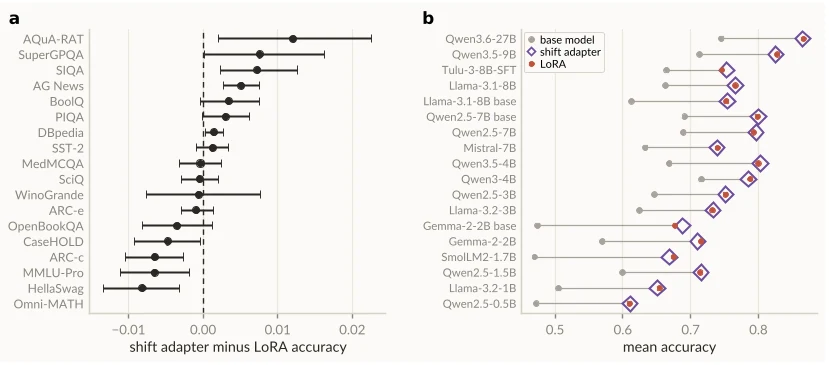 a
AQuA-RAT
SuperGPQA
SIQA
AG News
BoolQ
PIQA
DBpedia
SST-2
MedMCQA
SciQ
WinoGrande
ARC-e
OpenBookQA
CaseHOLD
ARC-c
MMLU-Pro
HellaSwag
Omni-MATH
−0.01 0.00 0.01 0.02
shift adapter minus LoRA accuracy
b
base model
shift adapter
LoRA
Qwen3.6-27B
Qwen3.5-9B
Tulu-3-8B-SFT
Llama-3.1-8B
Llama-3.1-8B base
Qwen2.5-7B base
Qwen2.5-7B
Mistral-7B
Qwen3.5-4B
Qwen3-4B
Qwen2.5-3B
Llama-3.2-3B
Gemma-2-2B base
Gemma-2-2B
SmolLM2-1.7B
Qwen2.5-1.5B
Llama-3.2-1B
Qwen2.5-0.5B
0.5 0.6 0.7 0.8
mean accuracy